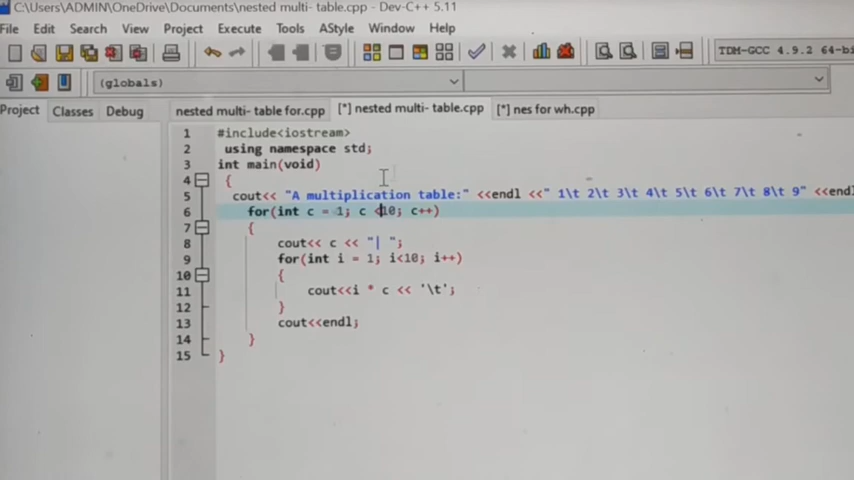 C:\Users\ADMIN\OneDrive\Documents\nested multi- table.cpp - Dev-C++ 5.11
File Edit Search View Project Execute Tools AStyle Window Help
TDM-GCC 4.9.2 64-bi
(globals)
Project Classes Debug
nested multi- table for.cpp [*] nested multi- table.cpp [*] nes for wh.cpp
1 #include<iostream>
2 using namespace std;
3 int main(void)
4 {
5 cout<< "A multiplication table:" <<endl <<" 1\t 2\t 3\t 4\t 5\t 6\t 7\t 8\t 9" <<endl
6 for(int c = 1; c <10; c++)
7 {
8 cout<< c << "| ";
9 for(int i = 1; i<10; i++)
10 {
11 cout<<i * c << '\t';
12 }
13 cout<<endl;
14 }
15 }